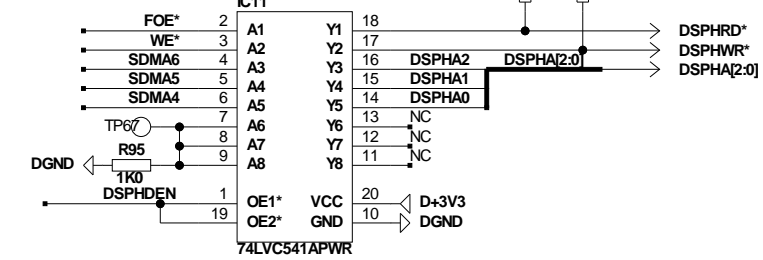 IC11
FOE* 2 A1 Y1 18 DSPHRD*
WE* 3 A2 Y2 17 DSPHWR*
SDMA6 4 A3 Y3 16 DSPHA2 DSPHA[2:0] DSPHA[2:0]
SDMA5 5 A4 Y4 15 DSPHA1
SDMA4 6 A5 Y5 14 DSPHA0
TP67 7 A6 Y6 13 NC
8 A7 Y7 12 NC
R95
DGND 9 A8 Y8 11 NC
1K0
DSPHDEN 1 OE1* VCC 20 D+3V3
19 OE2* GND 10 DGND
74LVC541APWR